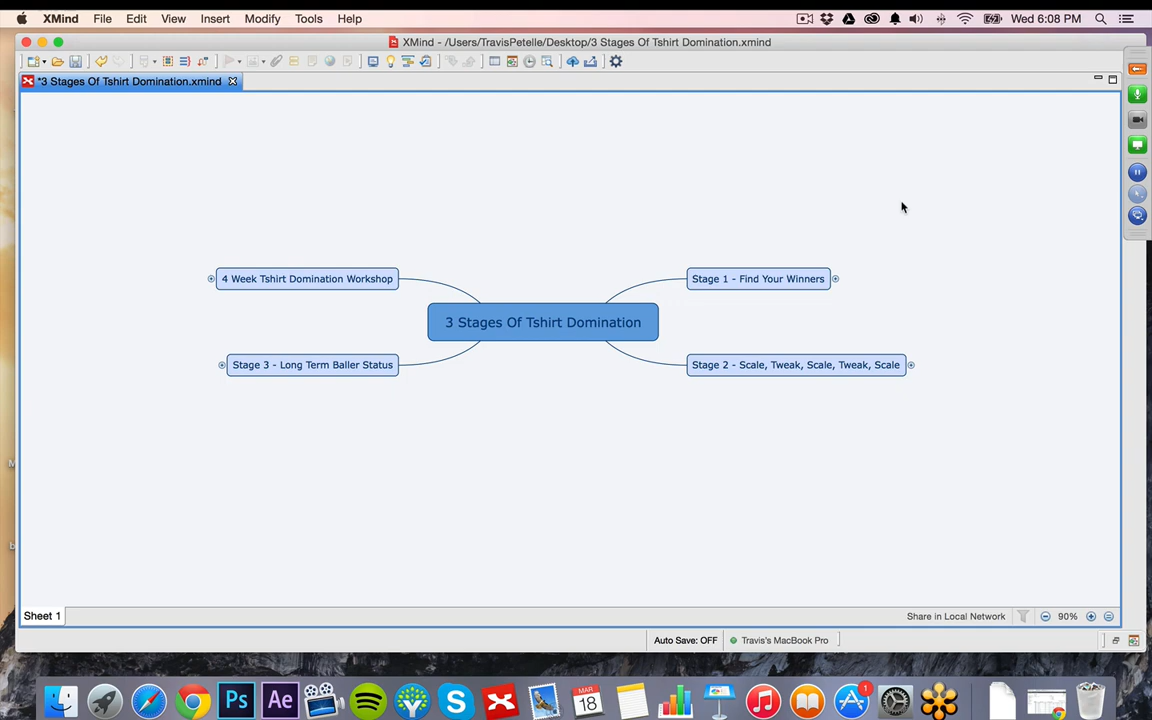 XMind File Edit View Insert Modify Tools Help Wed 6:08 PM
XMind - /Users/TravisPetelle/Desktop/3 Stages Of Tshirt Domination.xmind
*3 Stages Of Tshirt Domination.xmind
4 Week Tshirt Domination Workshop
Stage 1 - Find Your Winners
3 Stages Of Tshirt Domination
Stage 3 - Long Term Baller Status
Stage 2 - Scale, Tweak, Scale, Tweak, Scale
Sheet 1
Share in Local Network
90%
Auto Save: OFF
Travis's MacBook Pro
Ps
Ae
MAR
18
1